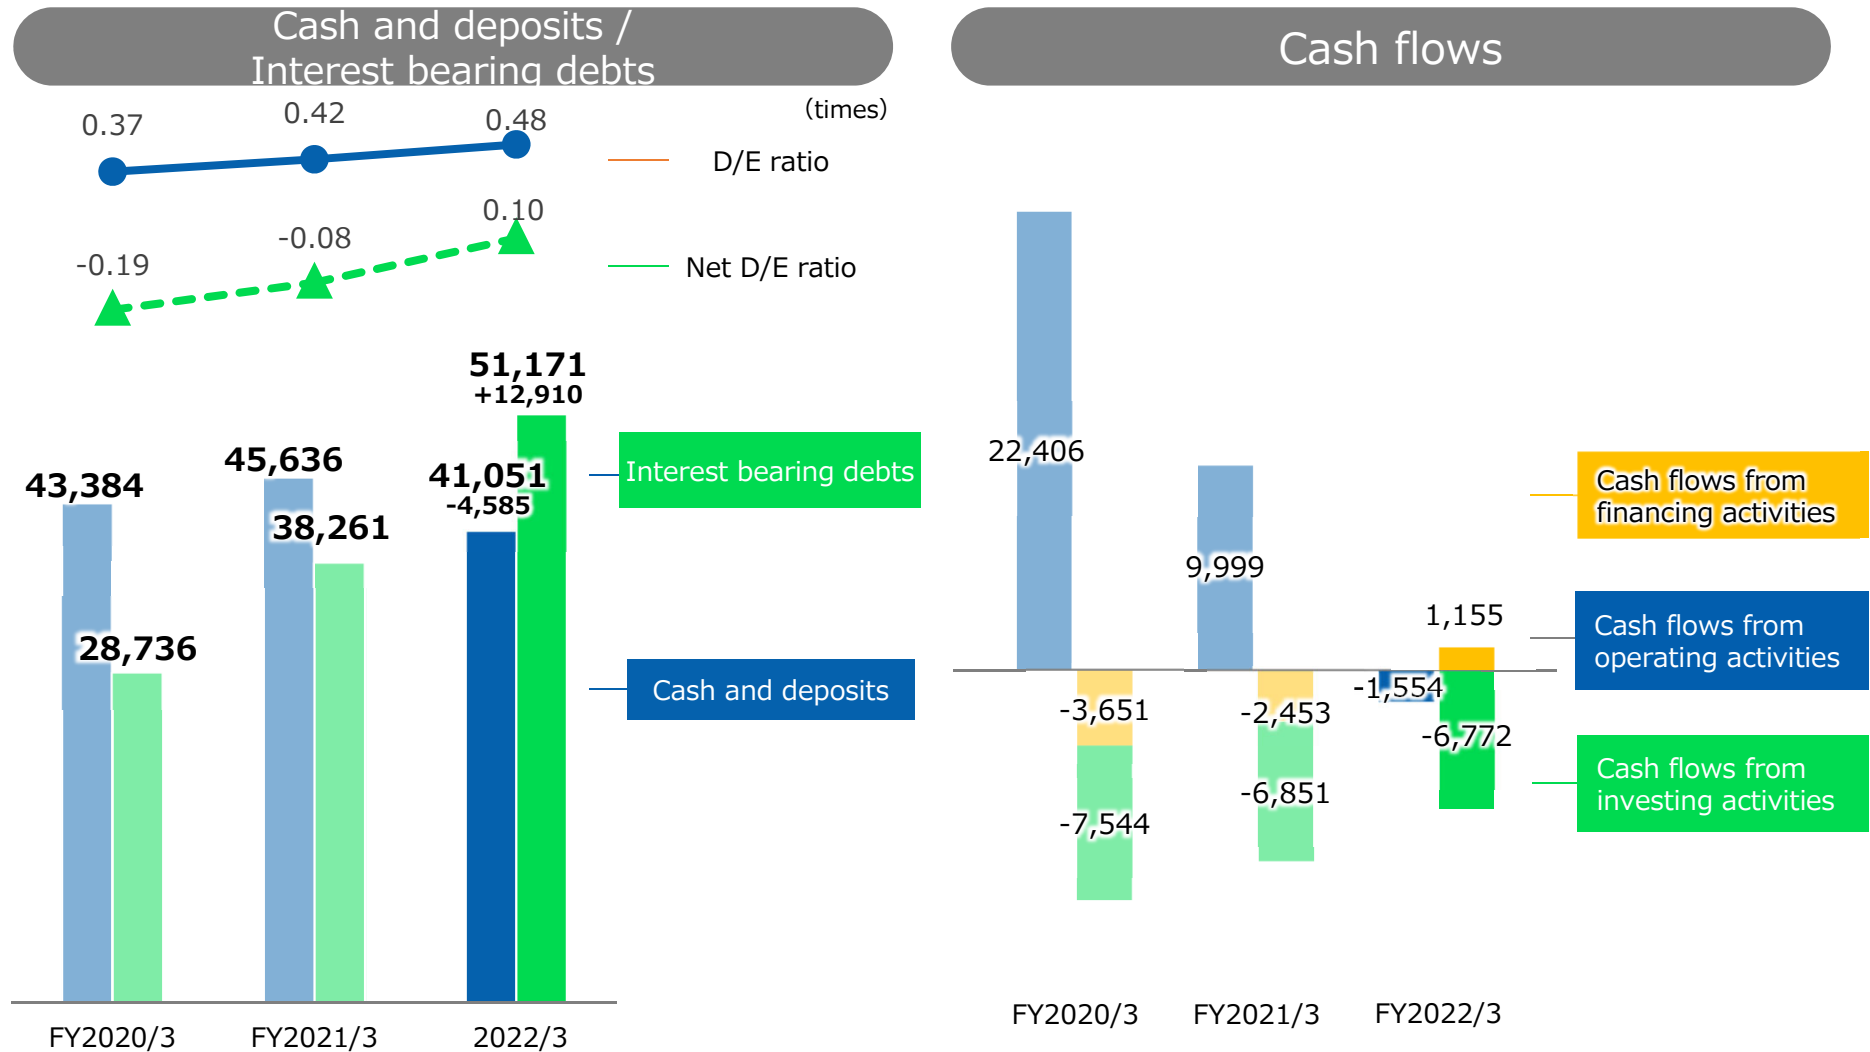 Cash and deposits /
Interest bearing debts
(times)
0.37
0.42
0.48
D/E ratio
-0.19
-0.08
0.10
Net D/E ratio
43,384
28,736
45,636
38,261
51,171
+12,910
41,051
-4,585
Interest bearing debts
Cash and deposits
FY2020/3
FY2021/3
2022/3
Cash flows
22,406
-3,651
-7,544
9,999
-2,453
-6,851
1,155
-1,554
-6,772
Cash flows from
financing activities
Cash flows from
operating activities
Cash flows from
investing activities
FY2020/3
FY2021/3
FY2022/3